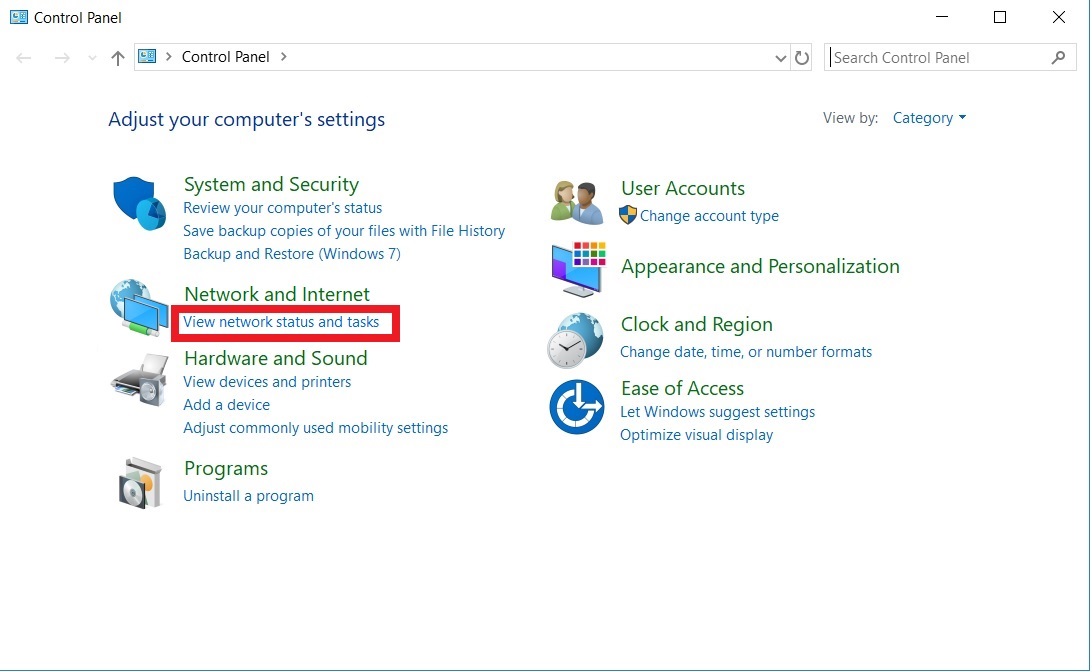 Control Panel
Control Panel
Search Control Panel
Adjust your computer's settings
View by: Category
System and Security
Review your computer's status
Save backup copies of your files with File History
Backup and Restore (Windows 7)
Network and Internet
View network status and tasks
Hardware and Sound
View devices and printers
Add a device
Adjust commonly used mobility settings
Programs
Uninstall a program
User Accounts
Change account type
Appearance and Personalization
Clock and Region
Change date, time, or number formats
Ease of Access
Let Windows suggest settings
Optimize visual display